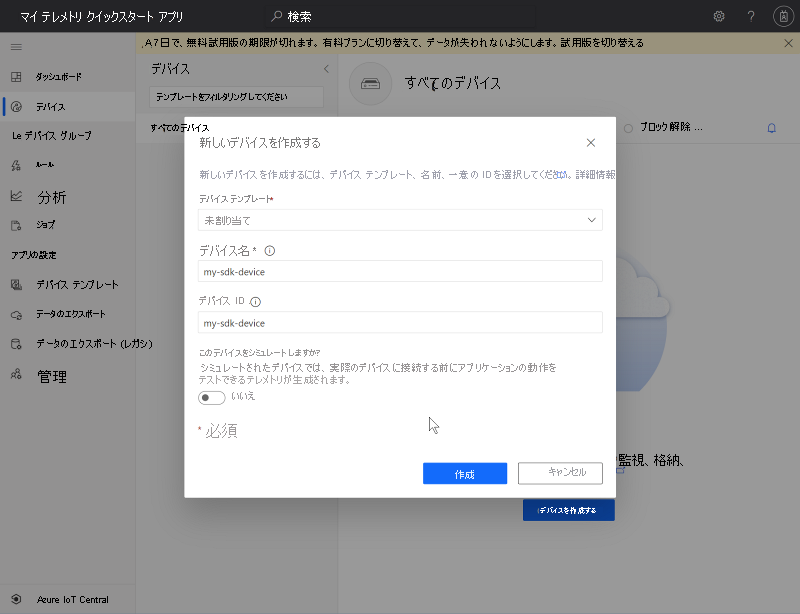 マイ テレメトリ クイックスタート アプリ
検索
A7日で、無料試用版の期限が切れます。有料プランに切り替えて、データが失われないようにします。試用版を切り替える
ダッシュボード
デバイス
Le デバイス グループ
ルール
分析
ジョブ
アプリの設定
デバイス テンプレート
データのエクスポート
データのエクスポート (レガシ)
管理
Azure IoT Central
デバイス
テンプレートをフィルタリングしてください
すべてのデバイス
すべてのデバイス
ブロック解除 ...
新しいデバイスを作成する
新しいデバイスを作成するには、デバイス テンプレート、名前、一意の IDを選択してください。詳細情報
デバイス テンプレート*
未割り当て
デバイス名 *
my-sdk-device
デバイス ID
my-sdk-device
このデバイスをシミュレートしますか?
シミュレートされたデバイスでは、実際のデバイスに接続する前にアプリケーションの動作を
テストできるテレメトリが生成されます。
いいえ
* 必須
作成
キャンセル
監視、格納、
デバイスを作成する